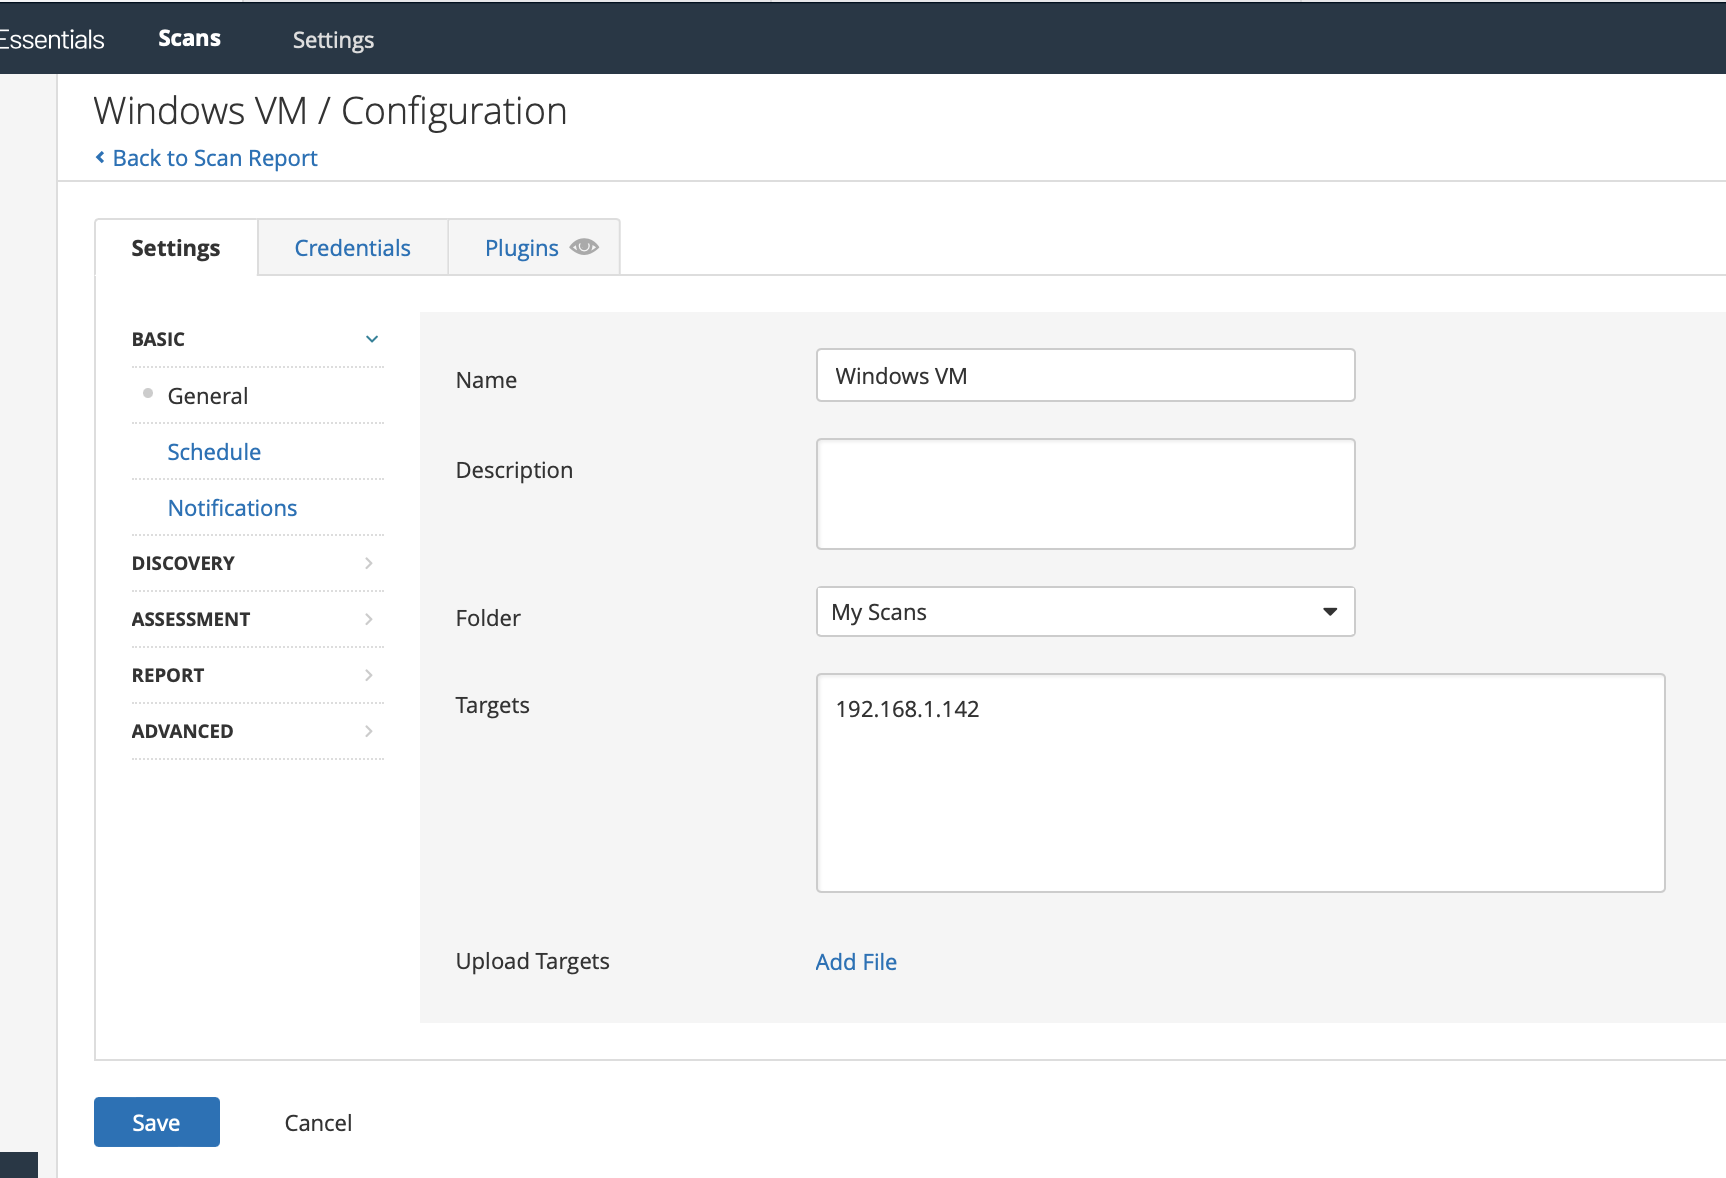 Essentials Scans Settings
Windows VM / Configuration
Back to Scan Report
Settings Credentials Plugins
BASIC
General
Schedule
Notifications
DISCOVERY
ASSESSMENT
REPORT
ADVANCED
Name Windows VM
Description
Folder My Scans
Targets 192.168.1.142
Upload Targets Add File
Save Cancel